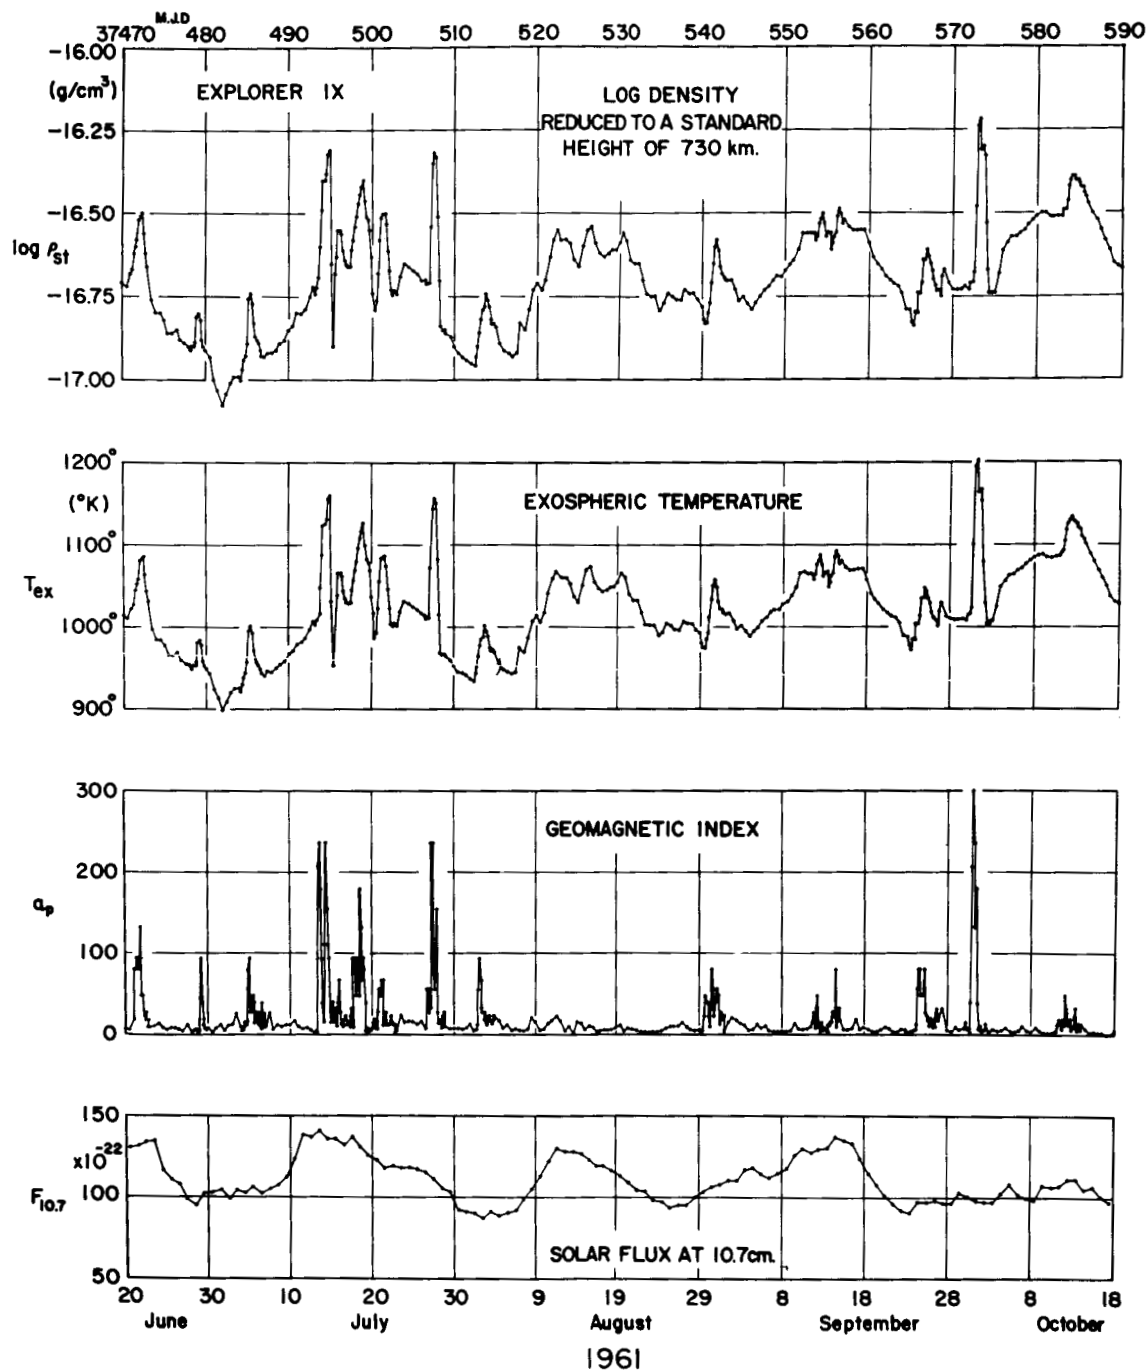 M.J.D
37470 480 490 500 510 520 530 540 550 560 570 580 590
-16.00
(g/cm³)
EXPLORER IX
LOG DENSITY
REDUCED TO A STANDARD
HEIGHT OF 730 km.
-16.25
-16.50
log ρst
-16.75
-17.00
1200°
(°K)
EXOSPHERIC TEMPERATURE
1100°
Tex
1000°
900°
300
GEOMAGNETIC INDEX
200
ap
100
0
150
x10⁻²²
F10.7
100
SOLAR FLUX AT 10.7cm.
50
20 30 10 20 30 9 19 29 8 18 28 8 18
June July August September October
1961